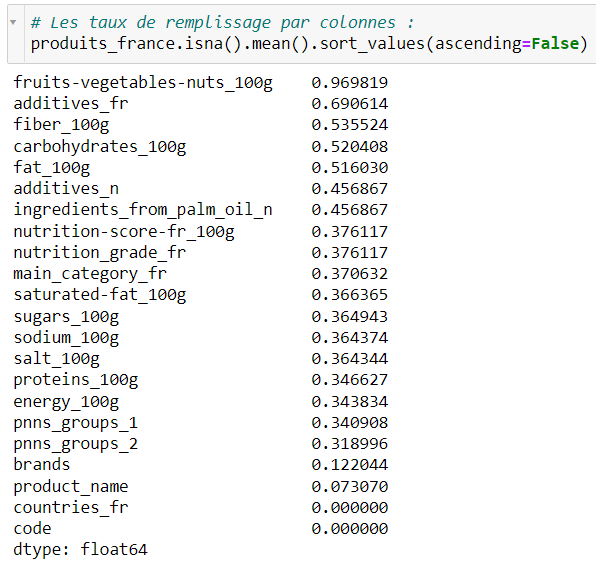 # Les taux de remplissage par colonnes :
produits_france.isna().mean().sort_values(ascending=False)
fruits-vegetables-nuts_100g    0.969819
additives_fr                   0.690614
fiber_100g                     0.535524
carbohydrates_100g             0.520408
fat_100g                       0.516030
additives_n                    0.456867
ingredients_from_palm_oil_n    0.456867
nutrition-score-fr_100g        0.376117
nutrition_grade_fr             0.376117
main_category_fr               0.370632
saturated-fat_100g             0.366365
sugars_100g                    0.364943
sodium_100g                    0.364374
salt_100g                      0.364344
proteins_100g                  0.346627
energy_100g                    0.343834
pnns_groups_1                  0.340908
pnns_groups_2                  0.318996
brands                         0.122044
product_name                   0.073070
countries_fr                   0.000000
code                           0.000000
dtype: float64